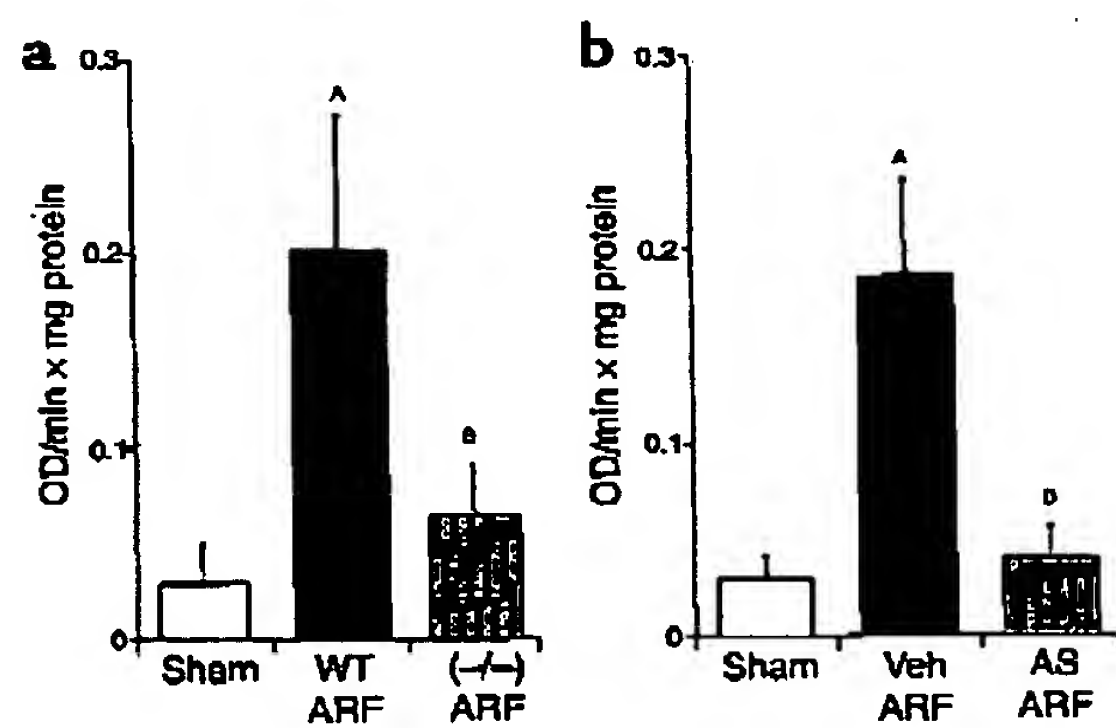 a
0.3
A
0.2
OD/min x mg protein
0.1
B
0
Sham
WT
ARF
(-/-)
ARF
b
0.3
A
0.2
OD/min x mg protein
0.1
0
Sham
Veh
ARF
AS
ARF